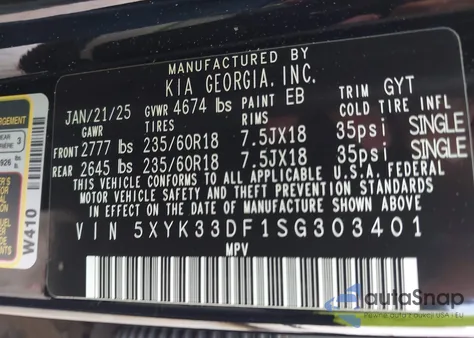 MANUFACTURED BY
KIA GEORGIA, INC.
JAN/21/25 GVWR 4674 lbs PAINT EB TRIM GYT
GAWR TIRES RIMS COLD TIRE INFL
FRONT 2777 lbs 235/60R18 7.5JX18 35psi SINGLE
REAR 2645 lbs 235/60R18 7.5JX18 35psi SINGLE
THIS VEHICLE CONFORMS TO ALL APPLICABLE U.S.A. FEDERAL
MOTOR VEHICLE SAFETY AND THEFT PREVENTION STANDARDS
IN EFFECT ON THE DATE OF MANUFACTURE SHOWN ABOVE
VIN 5XYK33DF1SG303401
MPV
W410
3
autoSnap